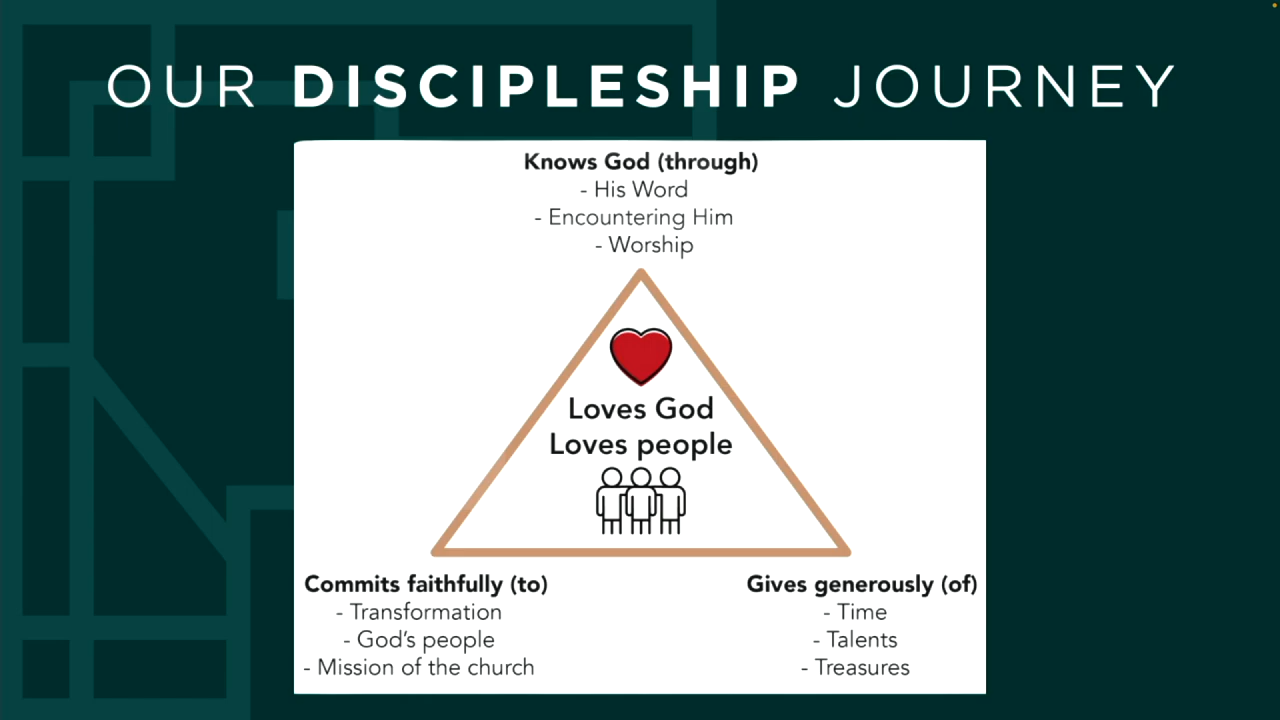 OUR DISCIPLESHIP JOURNEY
Knows God (through)
- His Word
- Encountering Him
- Worship
Loves God
Loves people
Commits faithfully (to)
- Transformation
- God's people
- Mission of the church
Gives generously (of)
- Time
- Talents
- Treasures